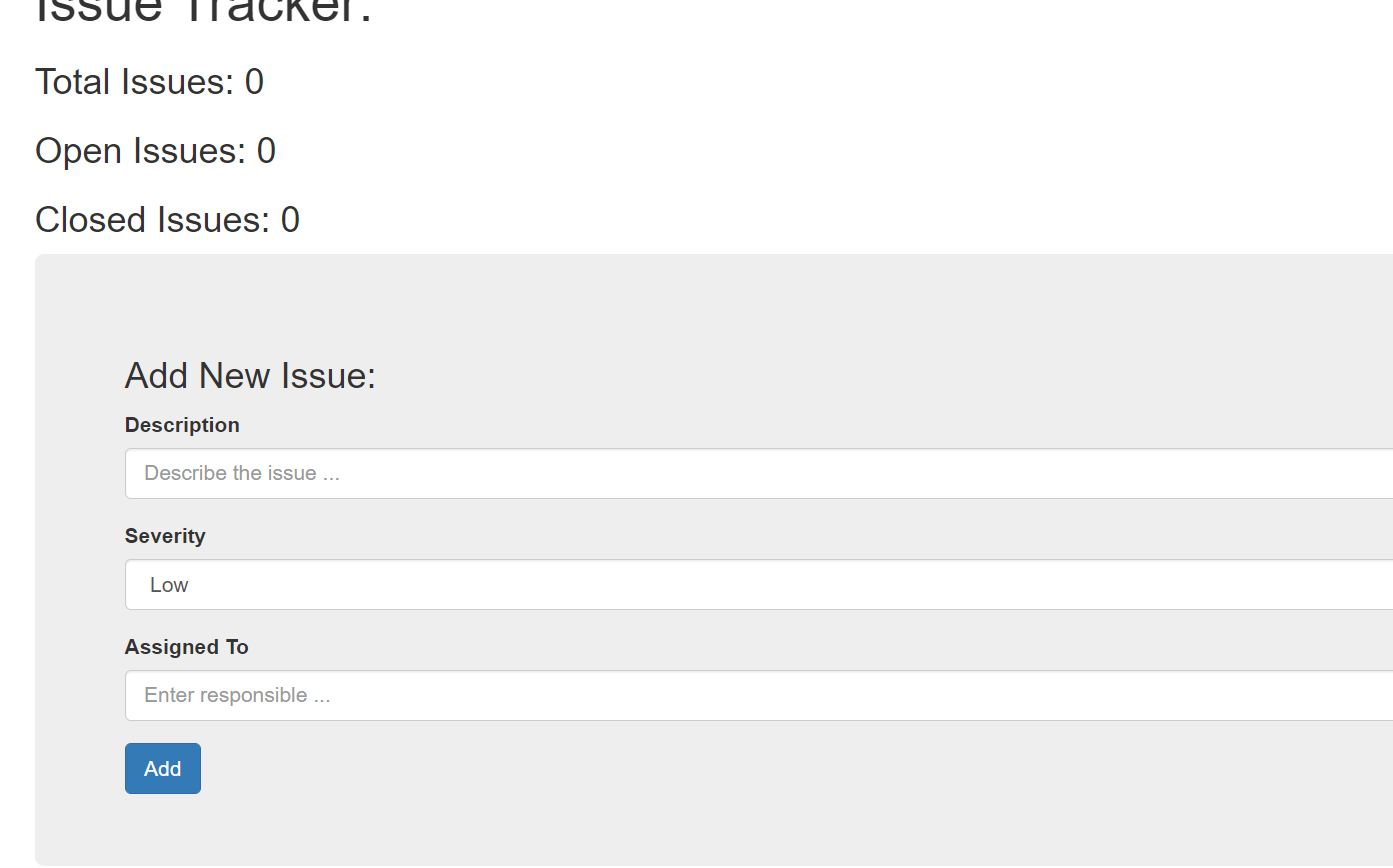 Issue Tracker.
Total Issues: 0
Open Issues: 0
Closed Issues: 0
Add New Issue:
Description
Describe the issue ...
Severity
Low
Assigned To
Enter responsible ...
Add